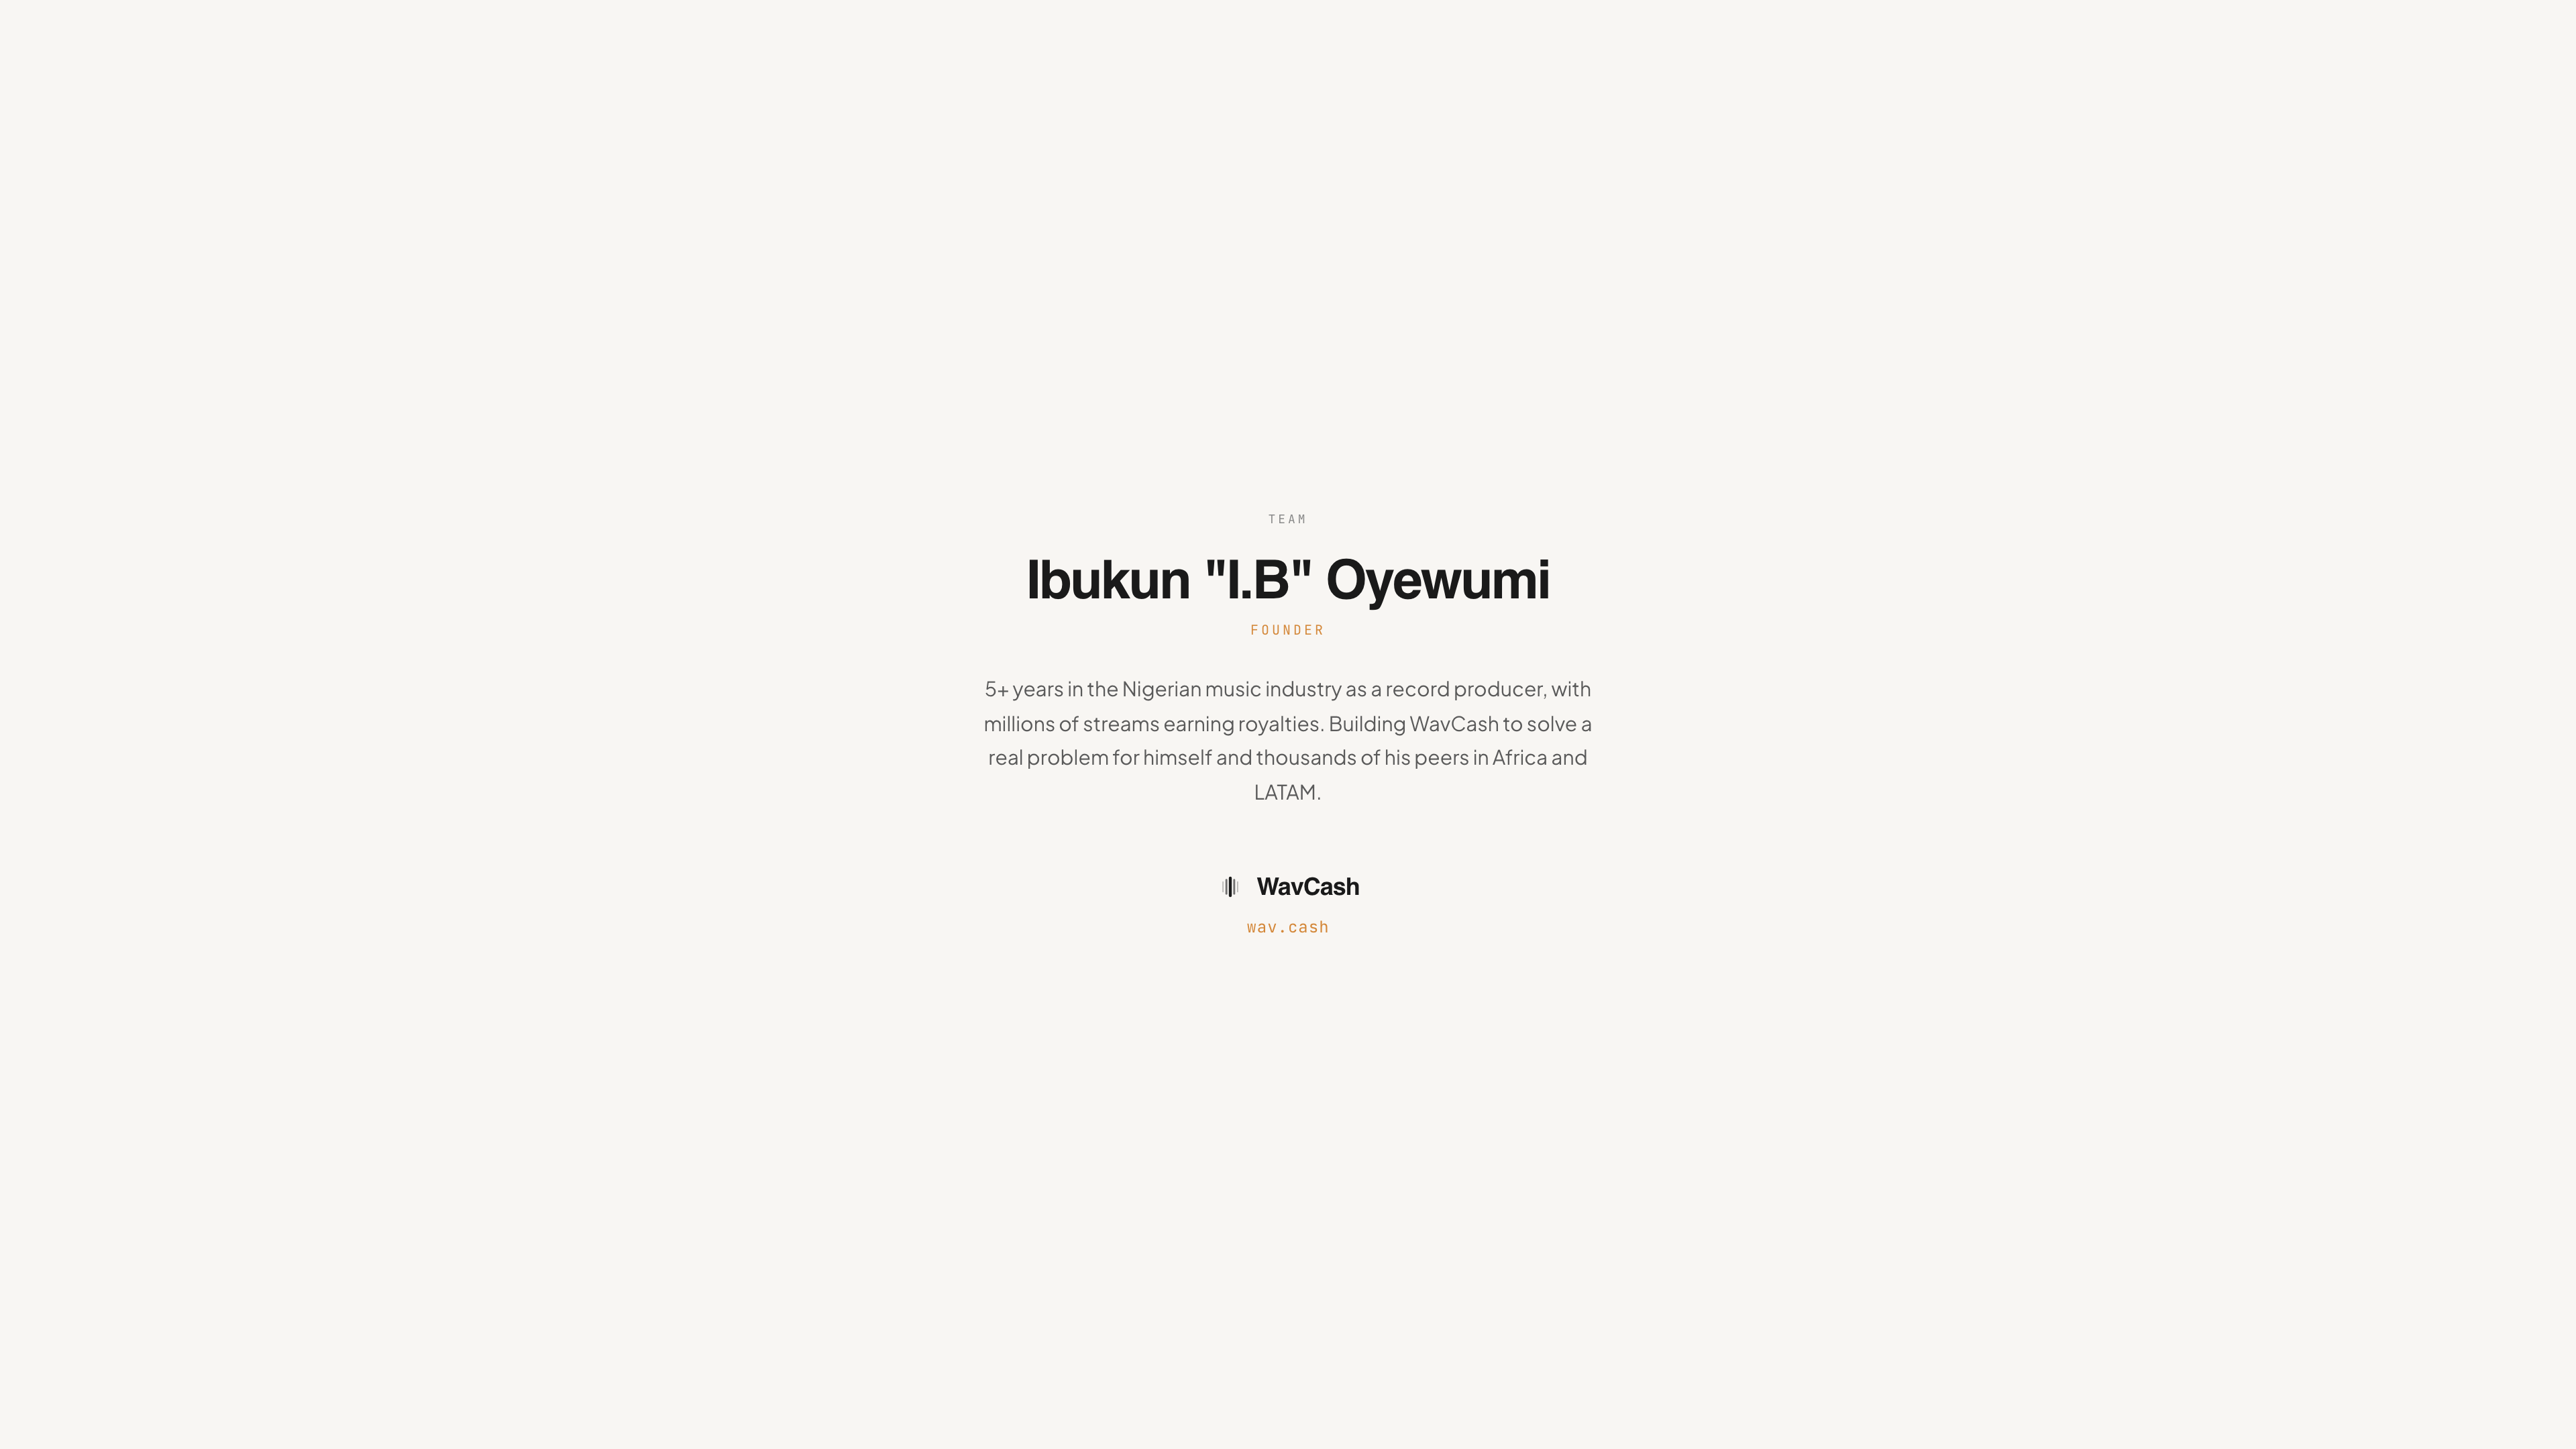 TEAM
Ibukun "I.B" Oyewumi
FOUNDER
5+ years in the Nigerian music industry as a record producer, with
millions of streams earning royalties. Building WavCash to solve a
real problem for himself and thousands of his peers in Africa and
LATAM.
WavCash
wav.cash